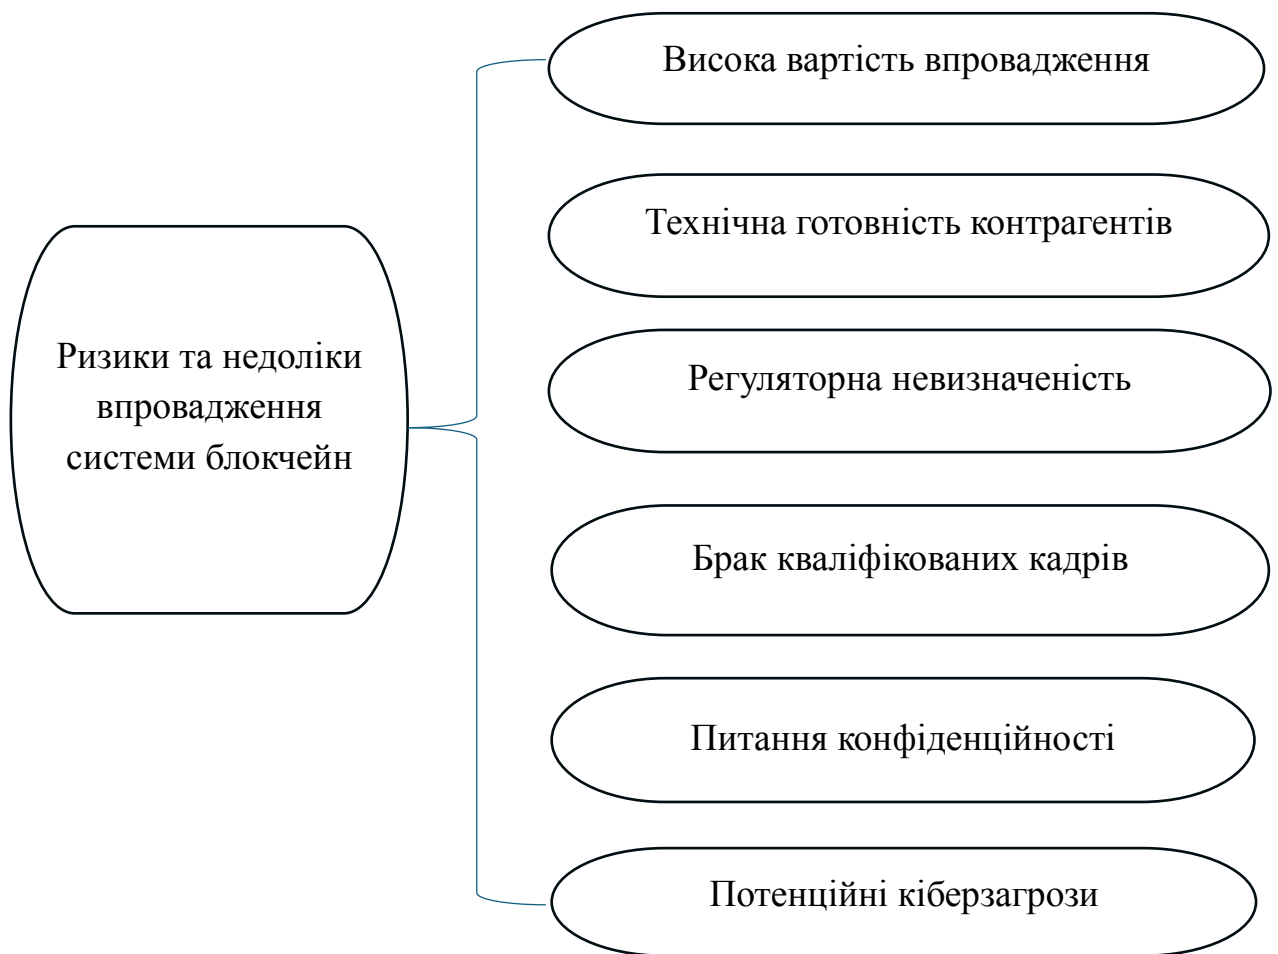 Висока вартість впровадження
Технічна готовність контрагентів
Ризики та недоліки
впровадження
системи блокчейн
Регуляторна невизначеність
Брак кваліфікованих кадрів
Питання конфіденційності
Потенційні кіберзагрози